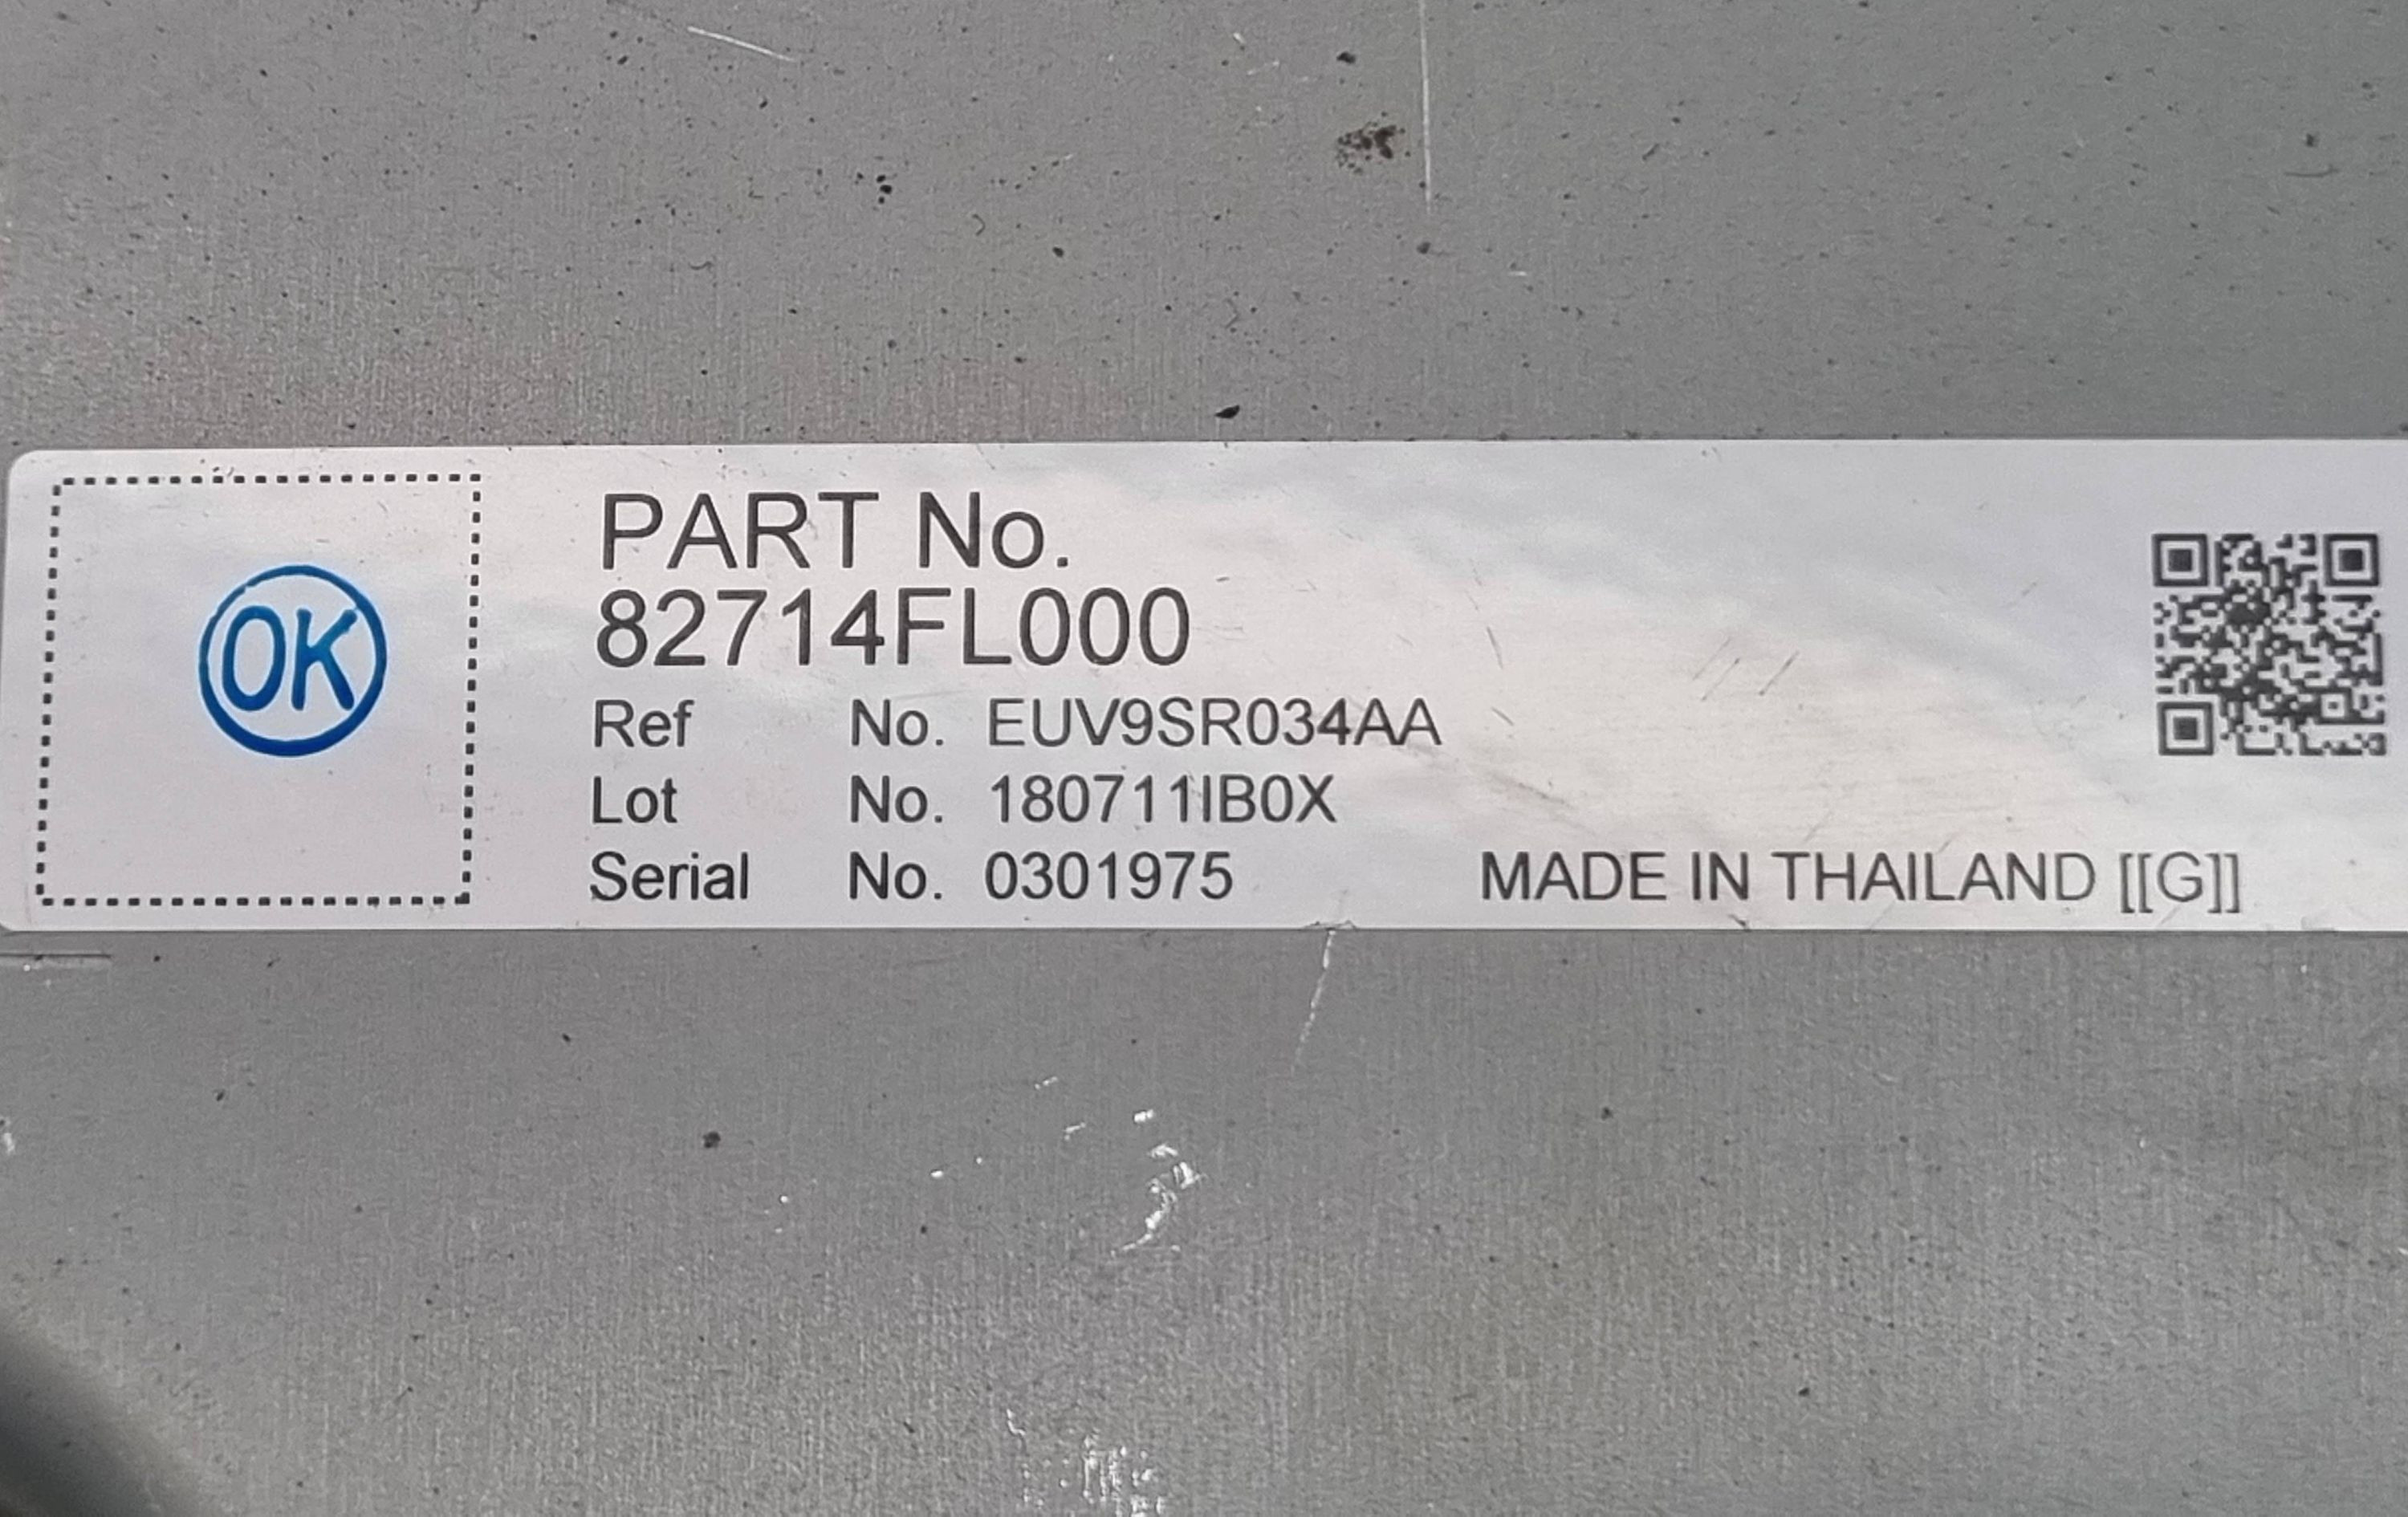 OK
PART No.
82714FL000
Ref No. EUV9SR034AA
Lot No. 180711IB0X
Serial No. 0301975
MADE IN THAILAND [[G]]